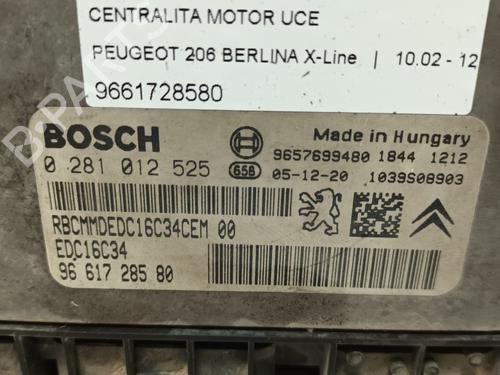 CENTRALITA MOTOR UCE
PEUGEOT 206 BERLINA X-Line | 10.02 - 12
9661728580
BOSCH
Made in Hungary
0 281 012 525
658
9657699480 1844 1212
05-12-20 1039S08903
RBCMMDEDC16C34CEM 00
EDC16C34
96 617 285 80